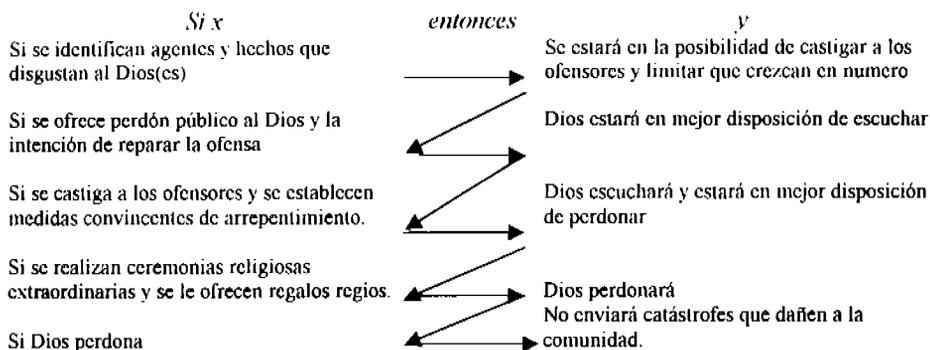 Si x entonces y
Si se identifican agentes y hechos que
disgustan al Dios(es)
Se estará en la posibilidad de castigar a los
ofensores y limitar que crezcan en numero
Si se ofrece perdón público al Dios y la
intención de reparar la ofensa
Dios estará en mejor disposición de escuchar
Si se castiga a los ofensores y se establecen
medidas convincentes de arrepentimiento.
Dios escuchará y estará en mejor disposición
de perdonar
Si se realizan ceremonias religiosas
extraordinarias y se le ofrecen regalos regios.
Dios perdonará
Si Dios perdona
No enviará catástrofes que dañen a la
comunidad.